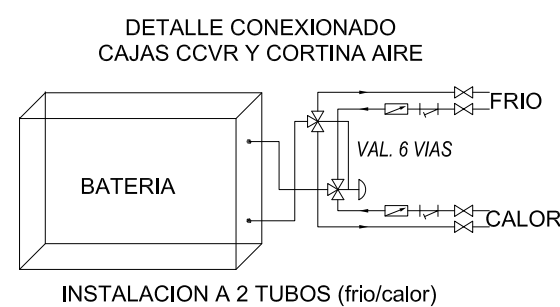 DETALLE CONEXIONADO
CAJAS CCVR Y CORTINA AIRE
FRIO
VAL. 6 VIAS
BATERIA
CALOR
INSTALACION A 2 TUBOS (frio/calor)